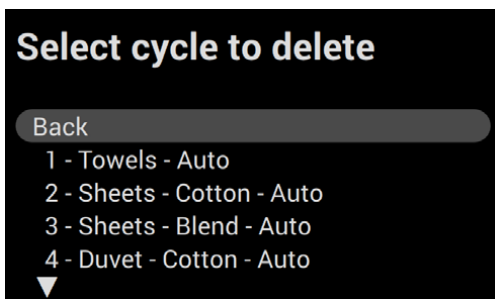 Select cycle to delete
Back
1 - Towels - Auto
2 - Sheets - Cotton - Auto
3 - Sheets - Blend - Auto
4 - Duvet - Cotton - Auto